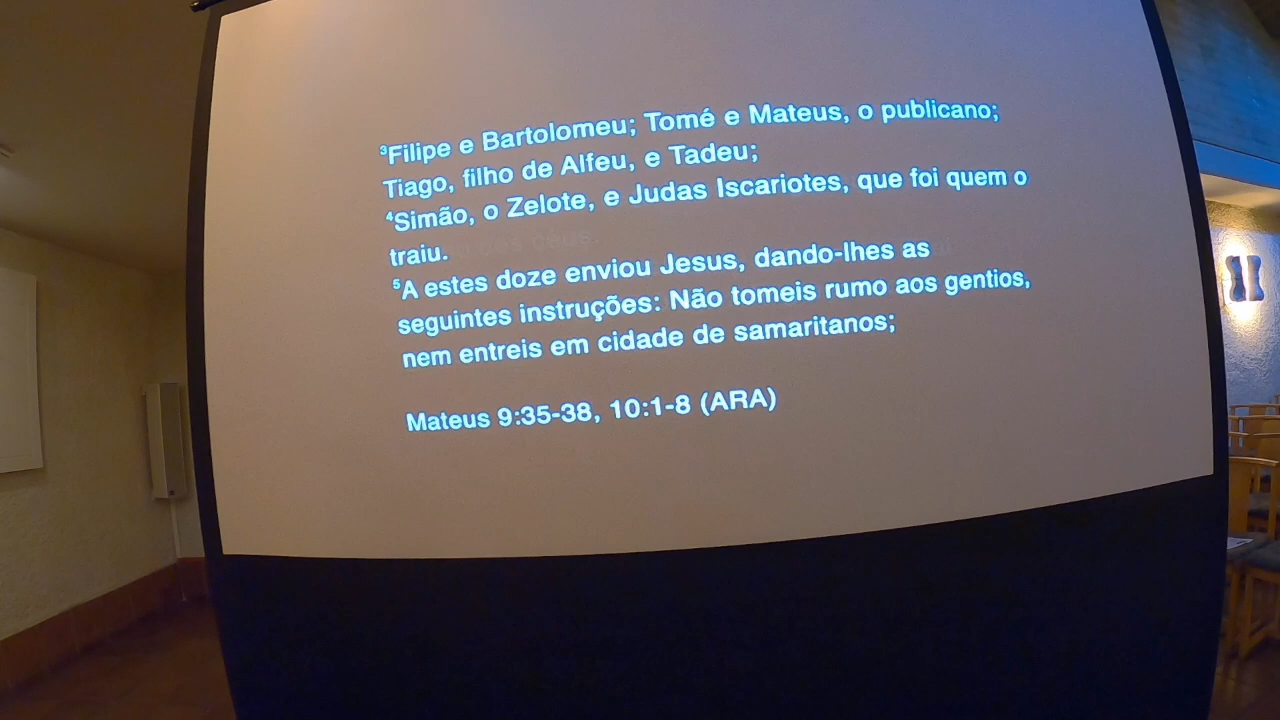 ³Filipe e Bartolomeu; Tomé e Mateus, o publicano;
Tiago, filho de Alfeu, e Tadeu;
⁴Simão, o Zelote, e Judas Iscariotes, que foi quem o
traiu.
⁵A estes doze enviou Jesus, dando-lhes as
seguintes instruções: Não tomeis rumo aos gentios,
nem entreis em cidade de samaritanos;
Mateus 9:35-38, 10:1-8 (ARA)